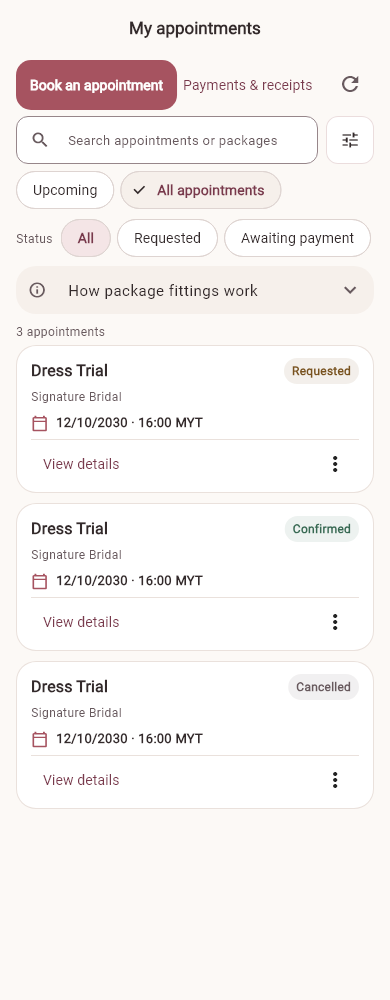 My appointments
Book an appointment
Payments & receipts
Search appointments or packages
Upcoming
All appointments
Status
All
Requested
Awaiting payment
How package fittings work
3 appointments
Dress Trial
Requested
Signature Bridal
12/10/2030 · 16:00 MYT
View details
Dress Trial
Confirmed
Signature Bridal
12/10/2030 · 16:00 MYT
View details
Dress Trial
Cancelled
Signature Bridal
12/10/2030 · 16:00 MYT
View details